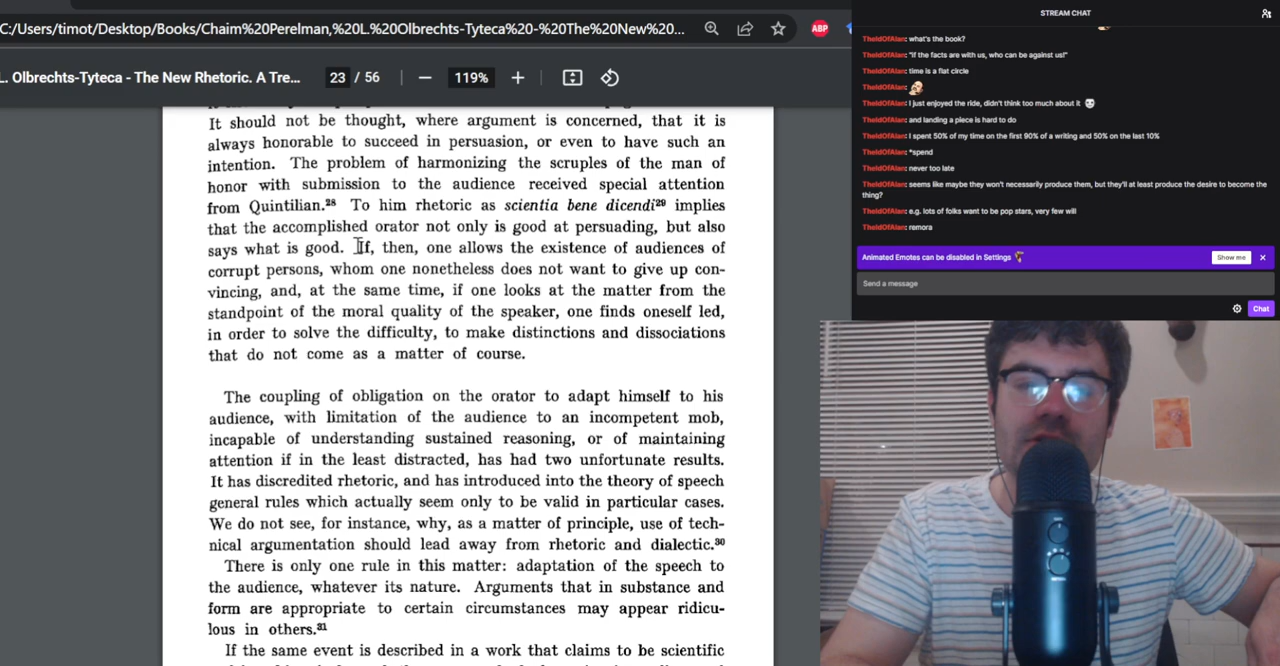 C:/Users/timot/Desktop/Books/Chaim%20Perelman,%20L.%20Olbrechts-Tyteca%20-%20The%20New%20...
ABP
L. Olbrechts-Tyteca - The New Rhetoric. A Tre...
23 / 56
119%
It should not be thought, where argument is concerned, that it is
always honorable to succeed in persuasion, or even to have such an
intention. The problem of harmonizing the scruples of the man of
honor with submission to the audience received special attention
from Quintilian.²⁸ To him rhetoric as scientia bene dicendi²⁹ implies
that the accomplished orator not only is good at persuading, but also
says what is good. If, then, one allows the existence of audiences of
corrupt persons, whom one nonetheless does not want to give up con-
vincing, and, at the same time, if one looks at the matter from the
standpoint of the moral quality of the speaker, one finds oneself led,
in order to solve the difficulty, to make distinctions and dissociations
that do not come as a matter of course.
The coupling of obligation on the orator to adapt himself to his
audience, with limitation of the audience to an incompetent mob,
incapable of understanding sustained reasoning, or of maintaining
attention if in the least distracted, has had two unfortunate results.
It has discredited rhetoric, and has introduced into the theory of speech
general rules which actually seem only to be valid in particular cases.
We do not see, for instance, why, as a matter of principle, use of tech-
nical argumentation should lead away from rhetoric and dialectic.³⁰
There is only one rule in this matter: adaptation of the speech to
the audience, whatever its nature. Arguments that in substance and
form are appropriate to certain circumstances may appear ridicu-
lous in others.³¹
If the same event is described in a work that claims to be scientific
STREAM CHAT
TheIdOfAlan: what's the book?
TheIdOfAlan: "if the facts are with us, who can be against us!"
TheIdOfAlan: time is a flat circle
TheIdOfAlan:
TheIdOfAlan: I just enjoyed the ride, didn't think too much about it
TheIdOfAlan: and landing a piece is hard to do
TheIdOfAlan: I spent 50% of my time on the first 90% of a writing and 50% on the last 10%
TheIdOfAlan: *spend
TheIdOfAlan: never too late
TheIdOfAlan: seems like maybe they won't necessarily produce them, but they'll at least produce the desire to become the
thing?
TheIdOfAlan: e.g. lots of folks want to be pop stars, very few will
TheIdOfAlan: remora
Animated Emotes can be disabled in Settings
Show me
Send a message
Chat